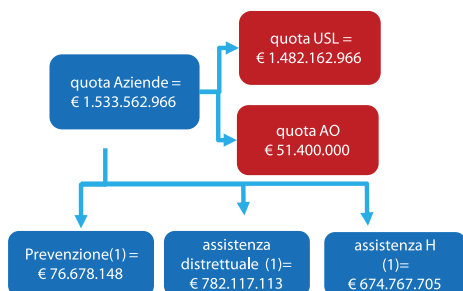 quota USL =
€ 1.482.162.966
quota Aziende =
€ 1.533.562.966
quota AO
€ 51.400.000
Prevenzione(1) =
€ 76.678.148
assistenza
distrettuale (1)=
€ 782.117.113
assistenza H
(1)=
€ 674.767.705